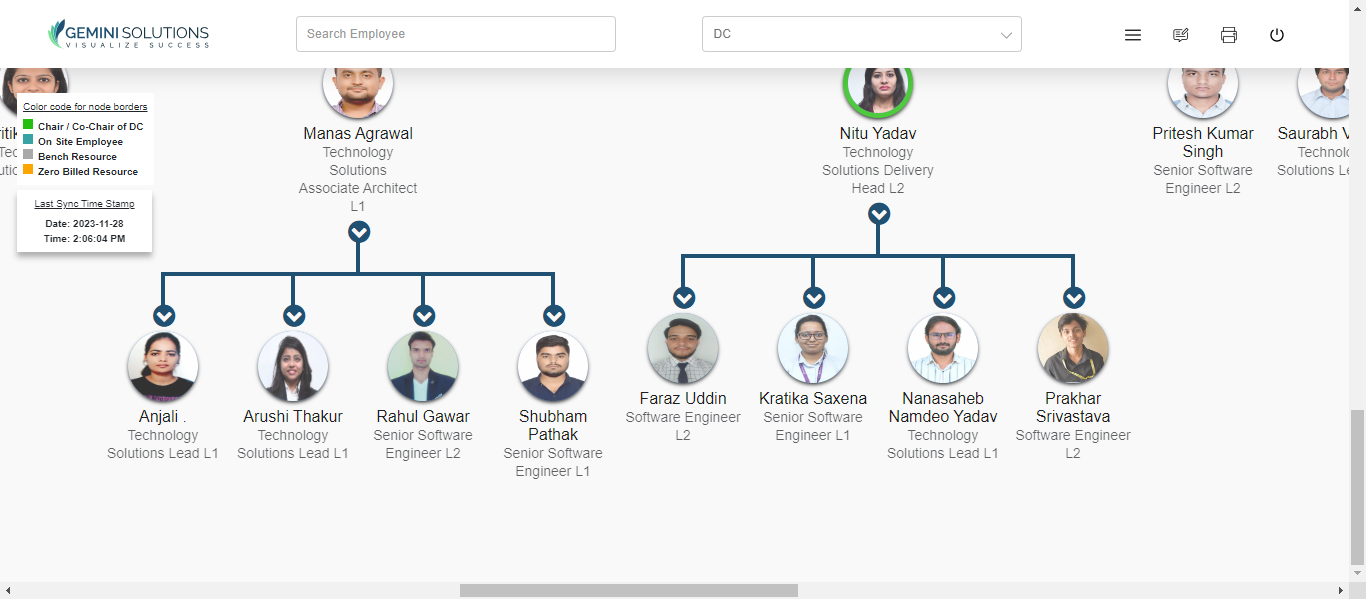 GEMINI SOLUTIONS
VISUALIZE SUCCESS
Search Employee
DC
Color code for node borders
Chair / Co-Chair of DC
On Site Employee
Bench Resource
Zero Billed Resource
Last Sync Time Stamp
Date: 2023-11-28
Time: 2:06:04 PM
Manas Agrawal
Technology
Solutions
Associate Architect
L1
Nitu Yadav
Technology
Solutions Delivery
Head L2
Pritesh Kumar
Singh
Senior Software
Engineer L2
Saurabh V
Technol
Solutions Le
Anjali .
Technology
Solutions Lead L1
Arushi Thakur
Technology
Solutions Lead L1
Rahul Gawar
Senior Software
Engineer L2
Shubham
Pathak
Senior Software
Engineer L1
Faraz Uddin
Software Engineer
L2
Kratika Saxena
Senior Software
Engineer L1
Nanasaheb
Namdeo Yadav
Technology
Solutions Lead L1
Prakhar
Srivastava
Software Engineer
L2